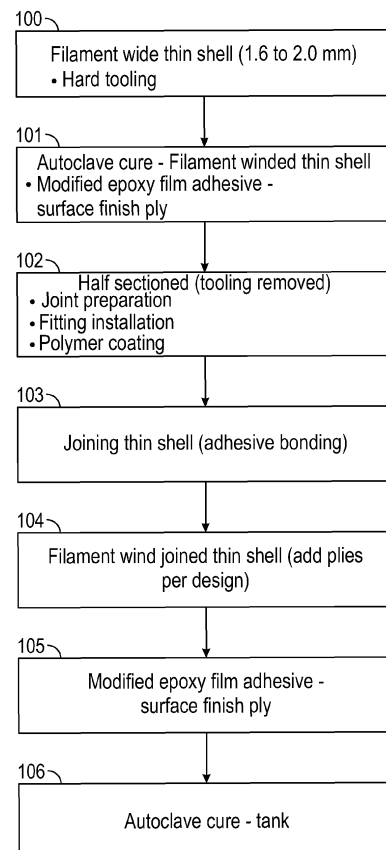 100
Filament wide thin shell (1.6 to 2.0 mm)
• Hard tooling
101
Autoclave cure - Filament winded thin shell
• Modified epoxy film adhesive -
surface finish ply
102
Half sectioned (tooling removed)
• Joint preparation
• Fitting installation
• Polymer coating
103
Joining thin shell (adhesive bonding)
104
Filament wind joined thin shell (add plies
per design)
105
Modified epoxy film adhesive -
surface finish ply
106
Autoclave cure - tank